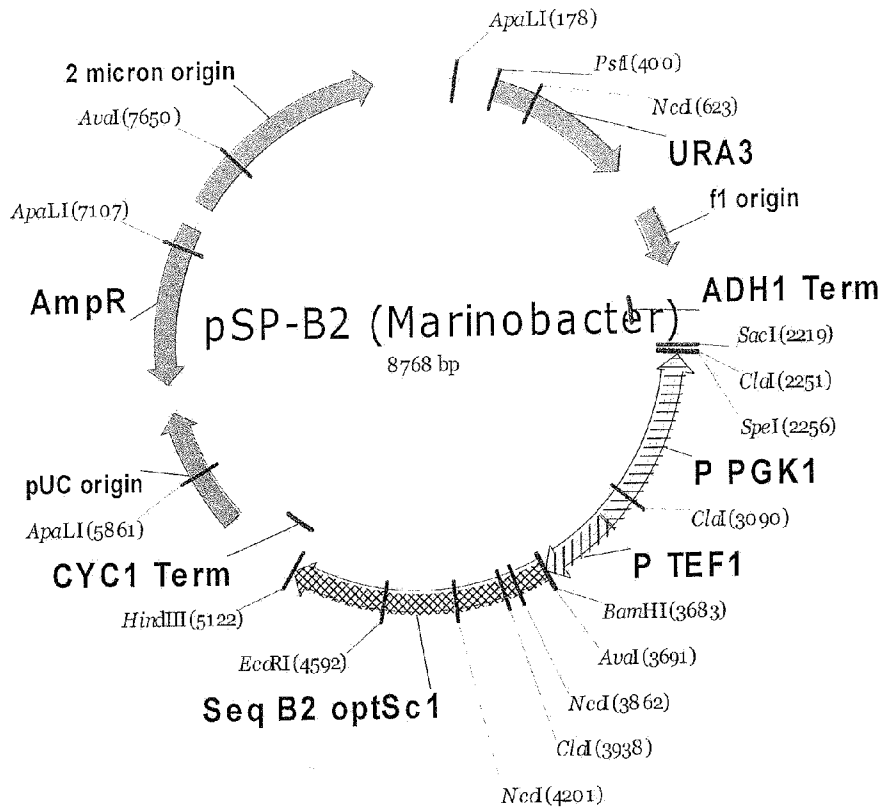 ApaLI(178)
PstI(400)
NcoI(623)
URA3
f1 origin
ADH1 Term
SacI(2219)
ClaI(2251)
SpeI(2256)
P PGK1
ClaI(3090)
P TEF1
BamHI(3683)
AvaI(3691)
NcoI(3862)
ClaI(3938)
NcoI(4201)
Seq B2 optSc1
EcoRI(4592)
HindIII(5122)
CYC1 Term
ApaLI(5861)
pUC origin
AmpR
ApaLI(7107)
AvaI(7650)
2 micron origin
pSP-B2 (Marinobacter)
8768 bp